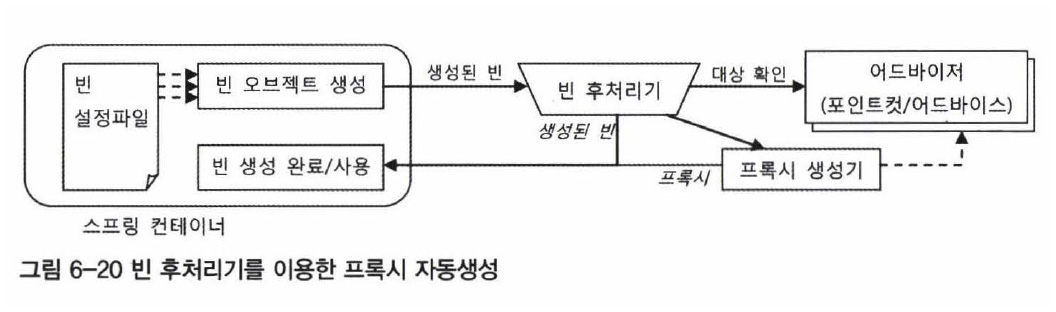 빈
설정파일
빈 오브젝트 생성
생성된 빈
빈 후처리기
대상 확인
어드바이저
(포인트컷/어드바이스)
생성된 빈
빈 생성 완료/사용
프록시
프록시 생성기
스프링 컨테이너
그림 6-20 빈 후처리기를 이용한 프록시 자동생성